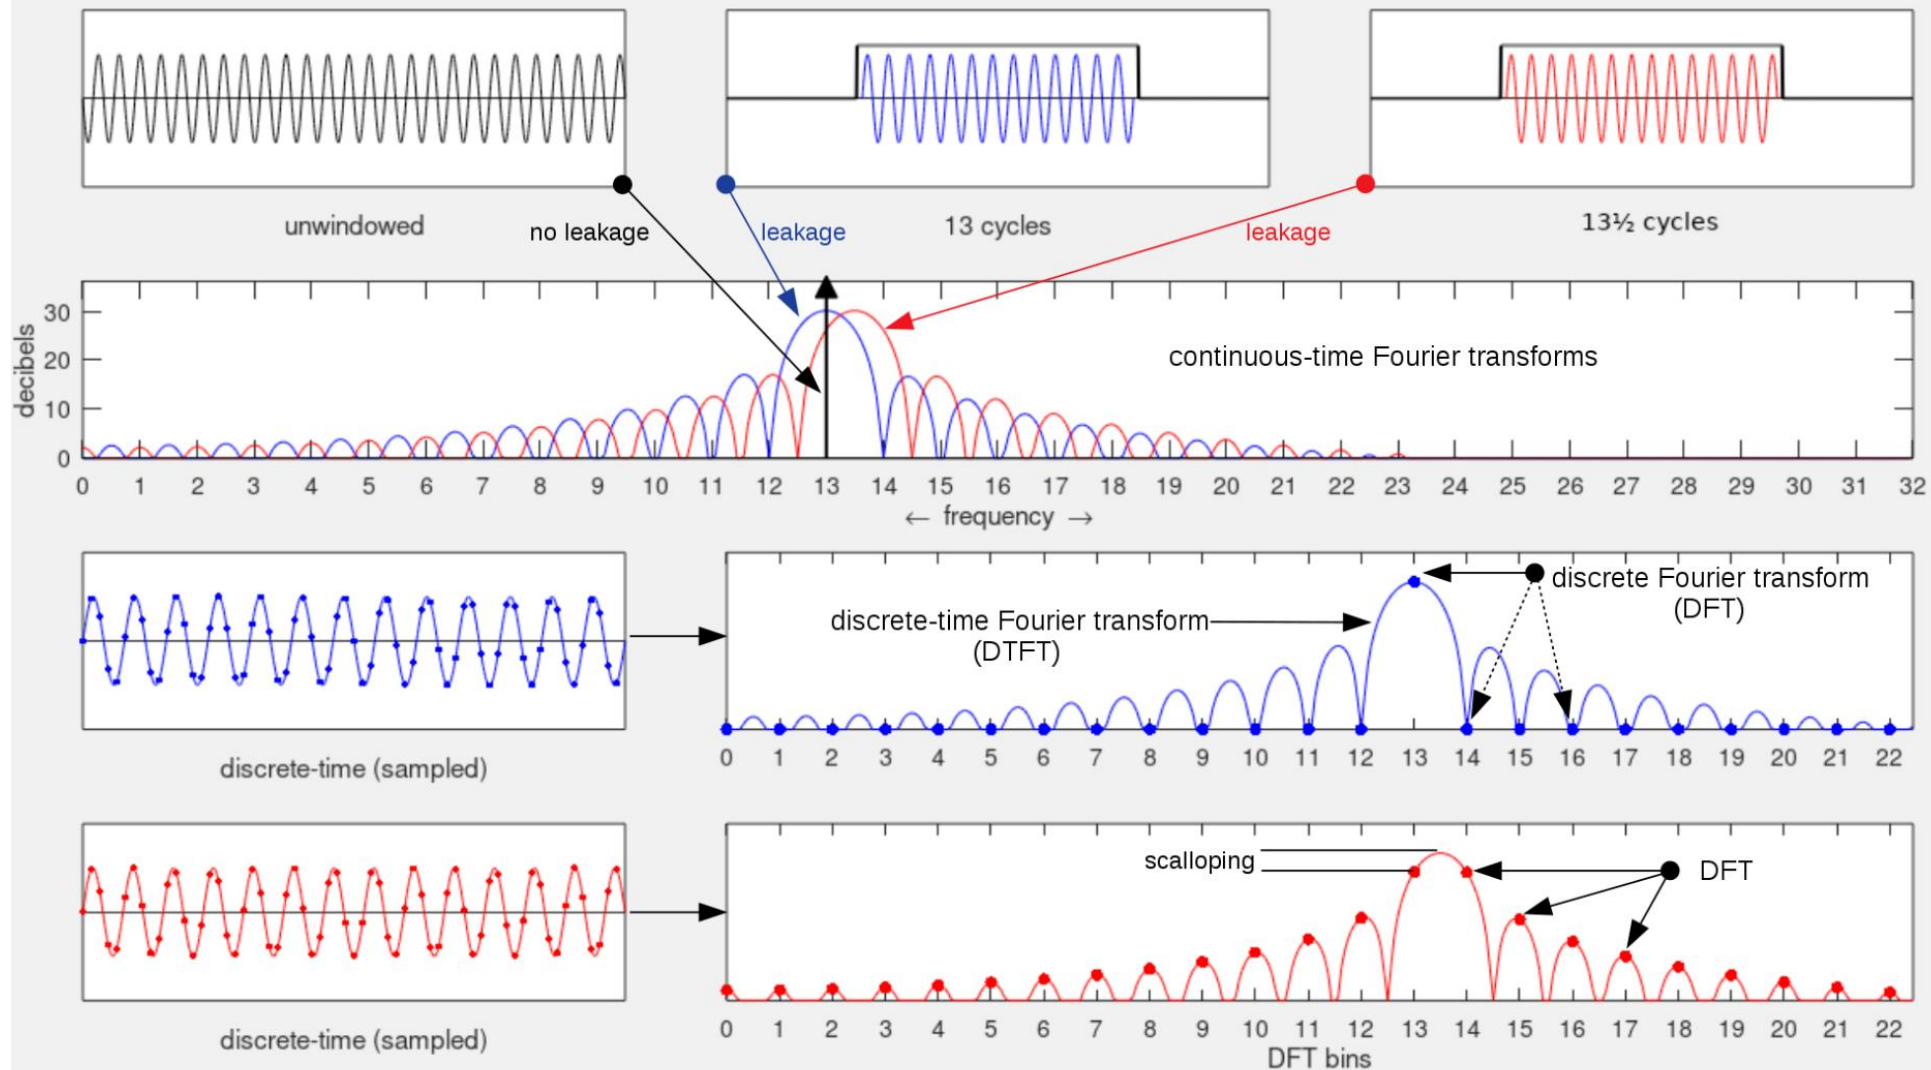 unwindowed
13 cycles
13½ cycles
no leakage
leakage
leakage
decibels
30
20
10
0
continuous-time Fourier transforms
0 1 2 3 4 5 6 7 8 9 10 11 12 13 14 15 16 17 18 19 20 21 22 23 24 25 26 27 28 29 30 31 32
← frequency →
discrete-time (sampled)
discrete-time Fourier transform
(DTFT)
discrete Fourier transform
(DFT)
0 1 2 3 4 5 6 7 8 9 10 11 12 13 14 15 16 17 18 19 20 21 22
discrete-time (sampled)
scalloping
DFT
0 1 2 3 4 5 6 7 8 9 10 11 12 13 14 15 16 17 18 19 20 21 22
DFT bins